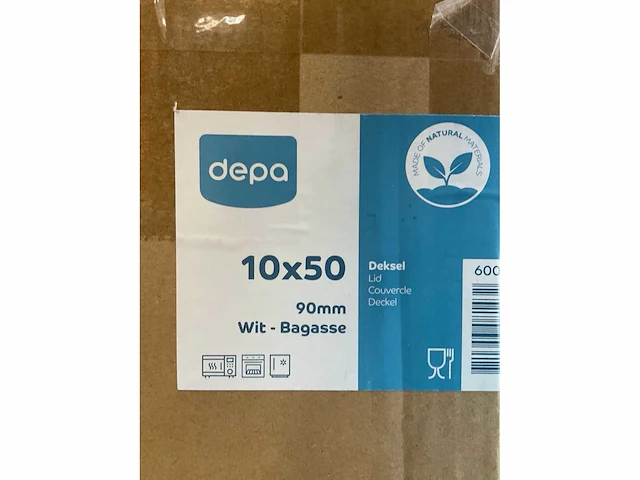 depa
MADE OF NATURAL MATERIALS
10x50
90mm
Wit - Bagasse
Deksel
Lid
Couvercle
Deckel
600